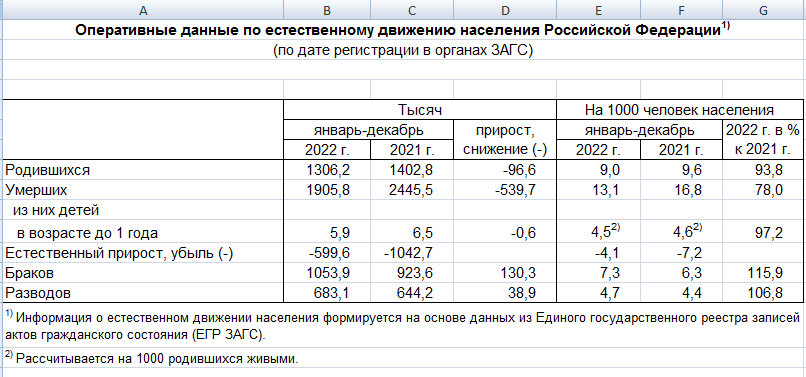 A B C D E F G
Оперативные данные по естественному движению населения Российской Федерации1)
(по дате регистрации в органах ЗАГС)
Тысяч На 1000 человек населения
январь-декабрь прирост, январь-декабрь 2022 г. в %
2022 г. 2021 г. снижение (-) 2022 г. 2021 г. к 2021 г.
Родившихся 1306,2 1402,8 -96,6 9,0 9,6 93,8
Умерших 1905,8 2445,5 -539,7 13,1 16,8 78,0
из них детей
в возрасте до 1 года 5,9 6,5 -0,6 4,52) 4,62) 97,2
Естественный прирост, убыль (-) -599,6 -1042,7 -4,1 -7,2
Браков 1053,9 923,6 130,3 7,3 6,3 115,9
Разводов 683,1 644,2 38,9 4,7 4,4 106,8
1) Информация о естественном движении населения формируется на основе данных из Единого государственного реестра записей
актов гражданского состояния (ЕГР ЗАГС).
2) Рассчитывается на 1000 родившихся живыми.